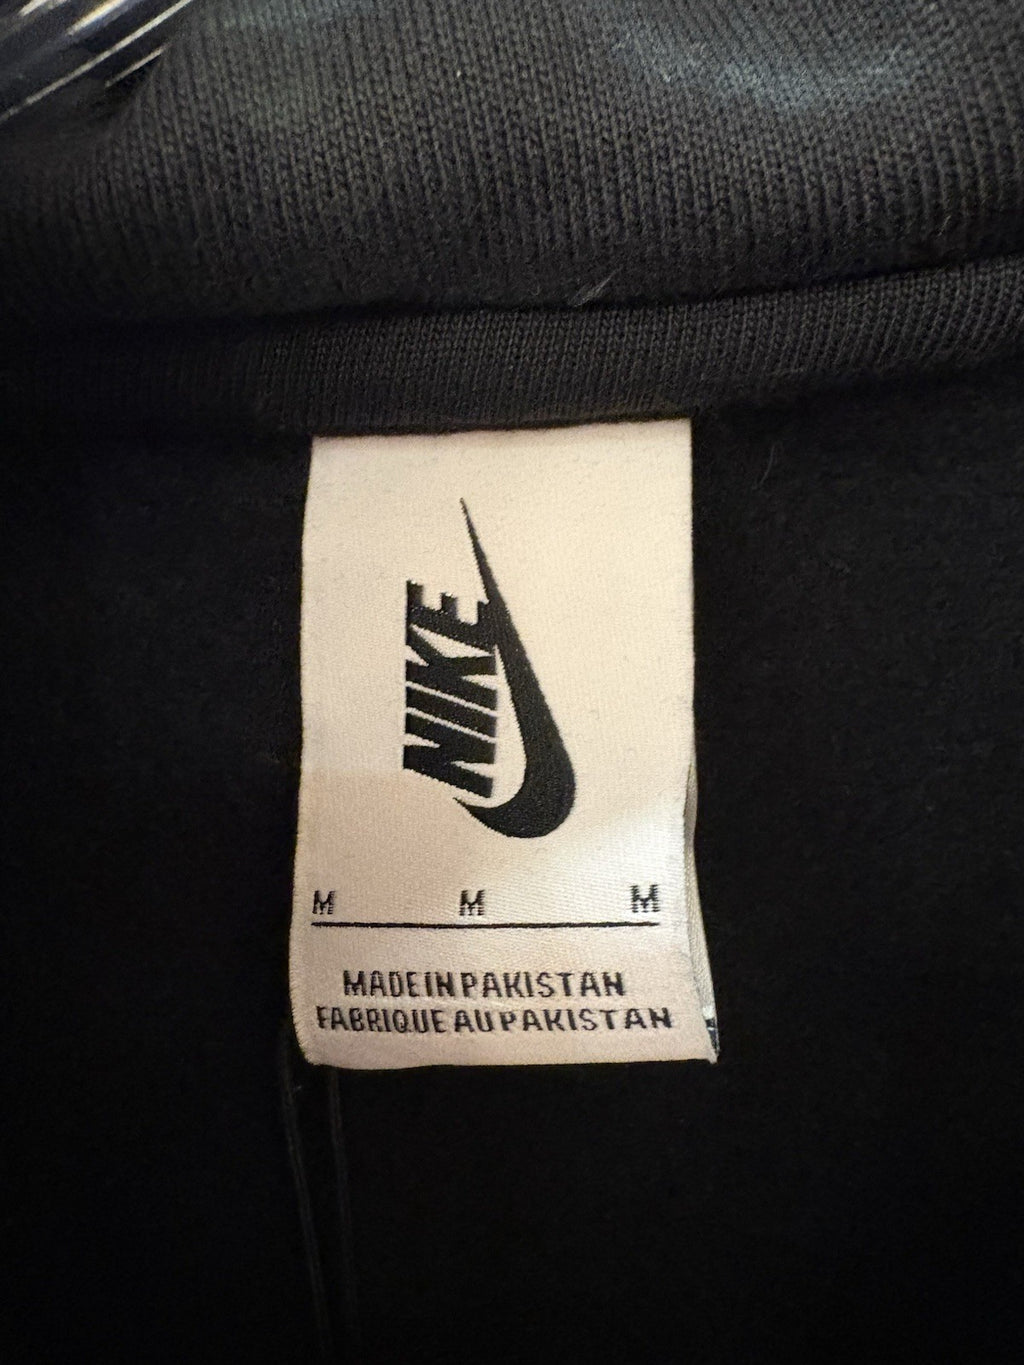 NIKE
M M M
MADE IN PAKISTAN
FABRIQUE AU PAKISTAN